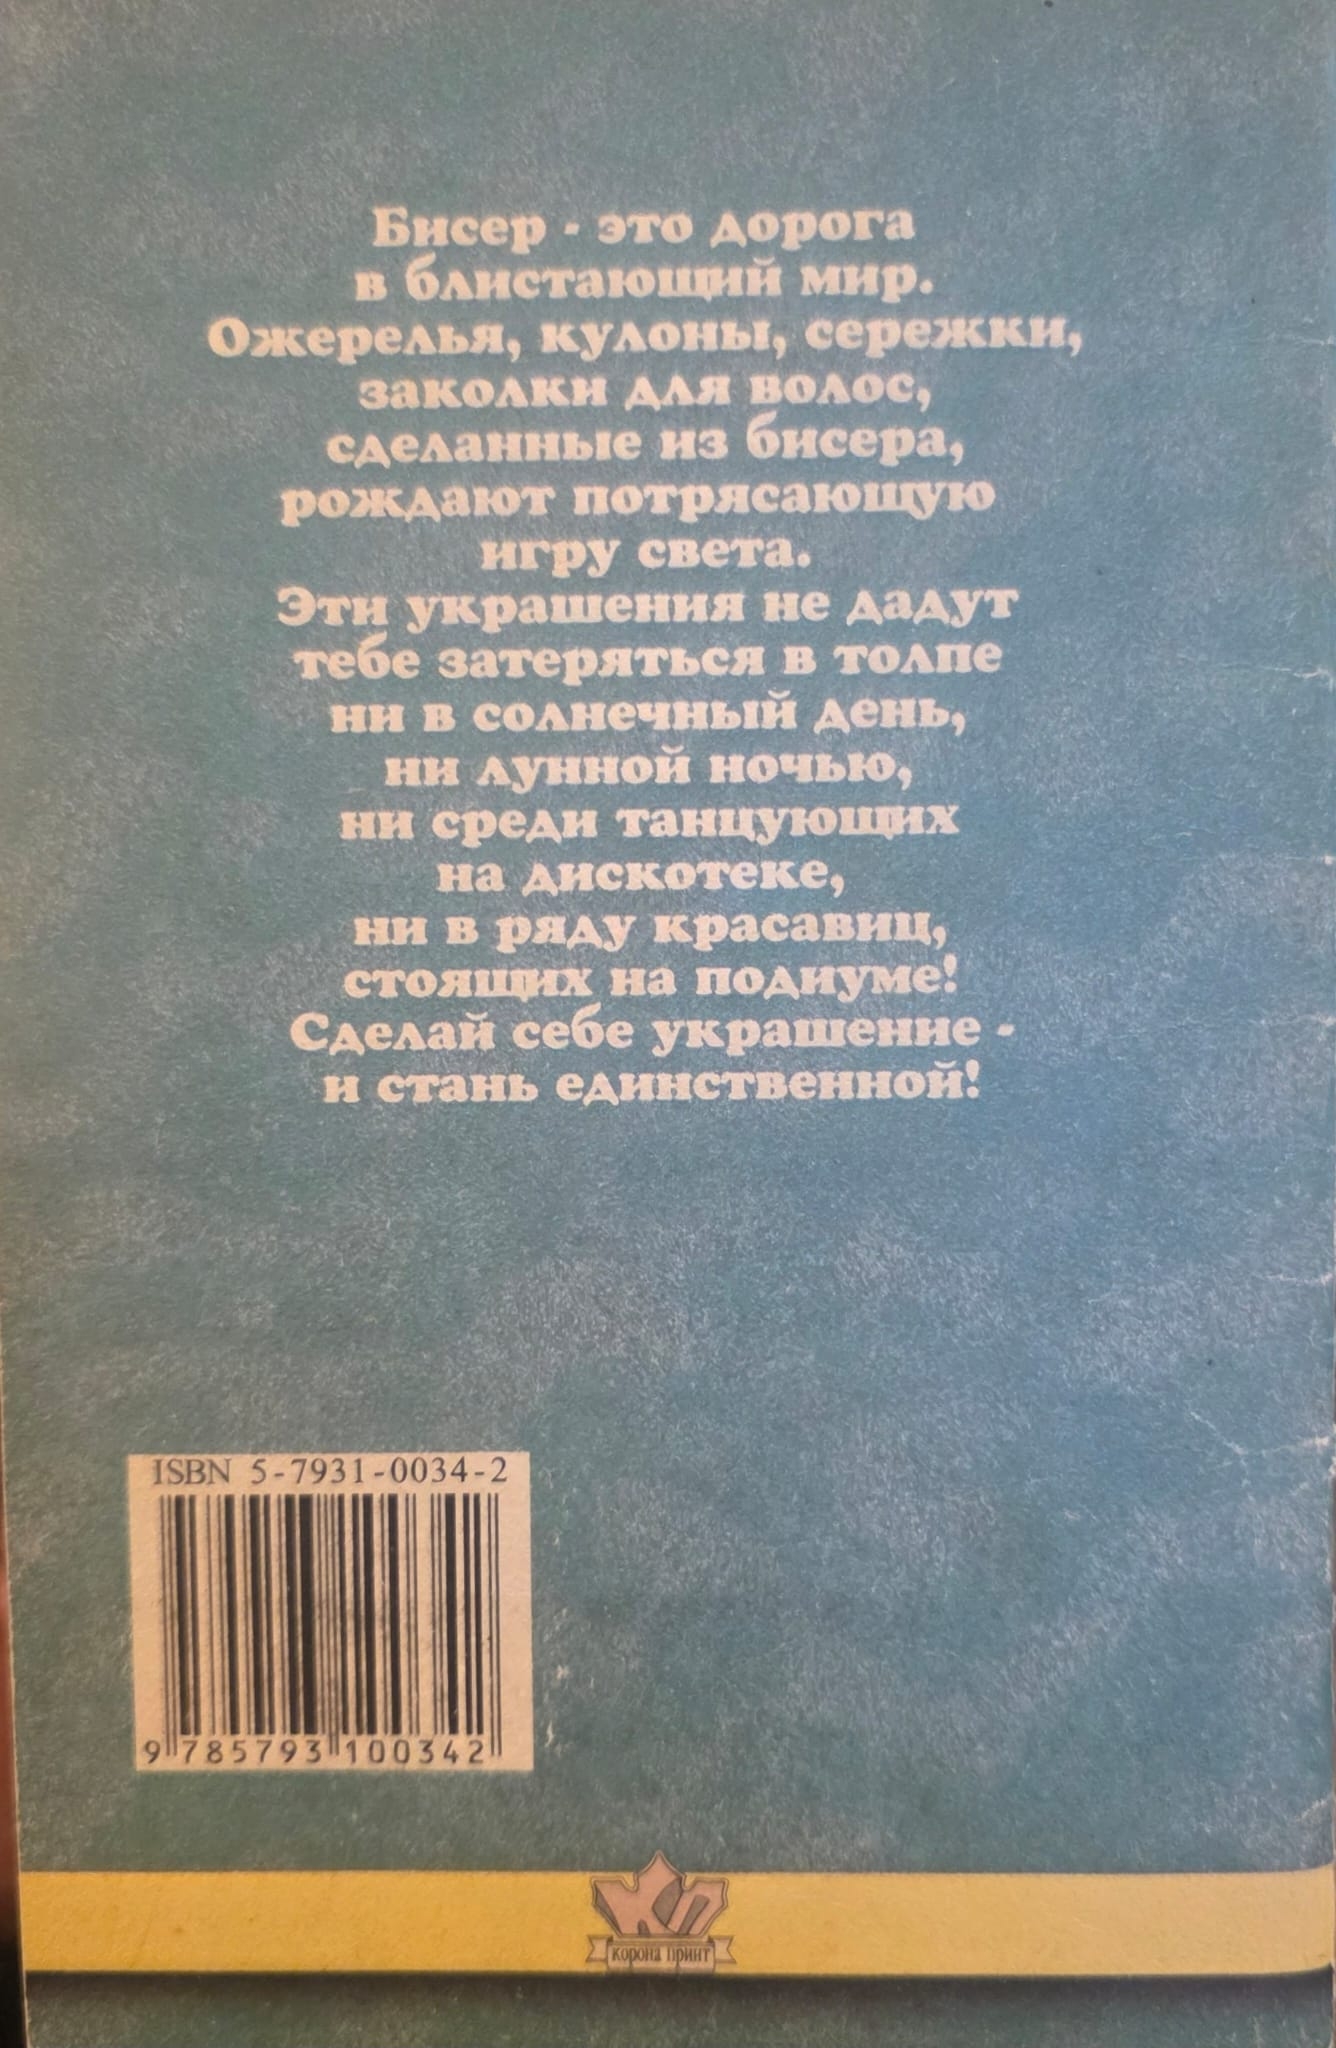 Бисер - это дорога
в блистающий мир.
Ожерелья, кулоны, сережки,
заколки для волос,
сделанные из бисера,
рождают потрясающую
игру света.
Эти украшения не дадут
тебе затеряться в толпе
ни в солнечный день,
ни лунной ночью,
ни среди танцующих
на дискотеке,
ни в ряду красавиц,
стоящих на подиуме!
Сделай себе украшение -
и стань единственной!
ISBN 5-7931-0034-2
9 785793 100342
КП
корона принт